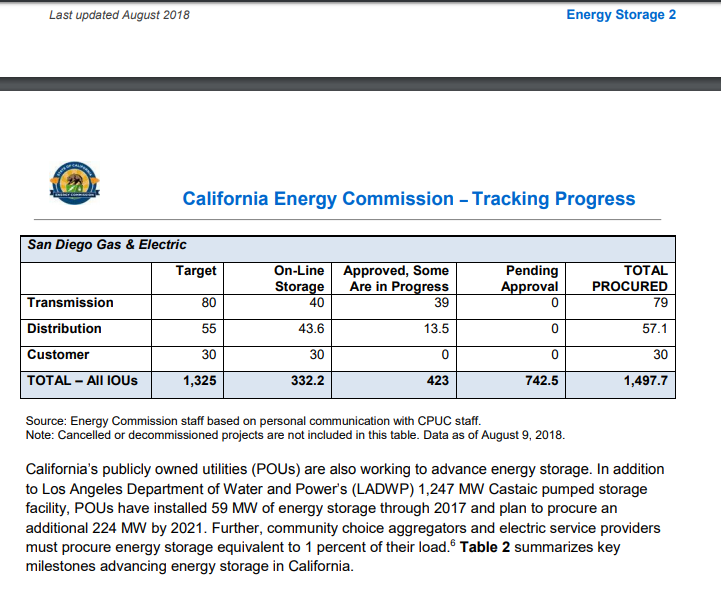 Last updated August 2018 Energy Storage 2
California Energy Commission – Tracking Progress
San Diego Gas & Electric
Target On-Line Storage Approved, Some Are in Progress Pending Approval TOTAL PROCURED
Transmission 80 40 39 0 79
Distribution 55 43.6 13.5 0 57.1
Customer 30 30 0 0 30
TOTAL – All IOUs 1,325 332.2 423 742.5 1,497.7
Source: Energy Commission staff based on personal communication with CPUC staff.
Note: Cancelled or decommissioned projects are not included in this table. Data as of August 9, 2018.
California's publicly owned utilities (POUs) are also working to advance energy storage. In addition
to Los Angeles Department of Water and Power's (LADWP) 1,247 MW Castaic pumped storage
facility, POUs have installed 59 MW of energy storage through 2017 and plan to procure an
additional 224 MW by 2021. Further, community choice aggregators and electric service providers
must procure energy storage equivalent to 1 percent of their load.6 Table 2 summarizes key
milestones advancing energy storage in California.